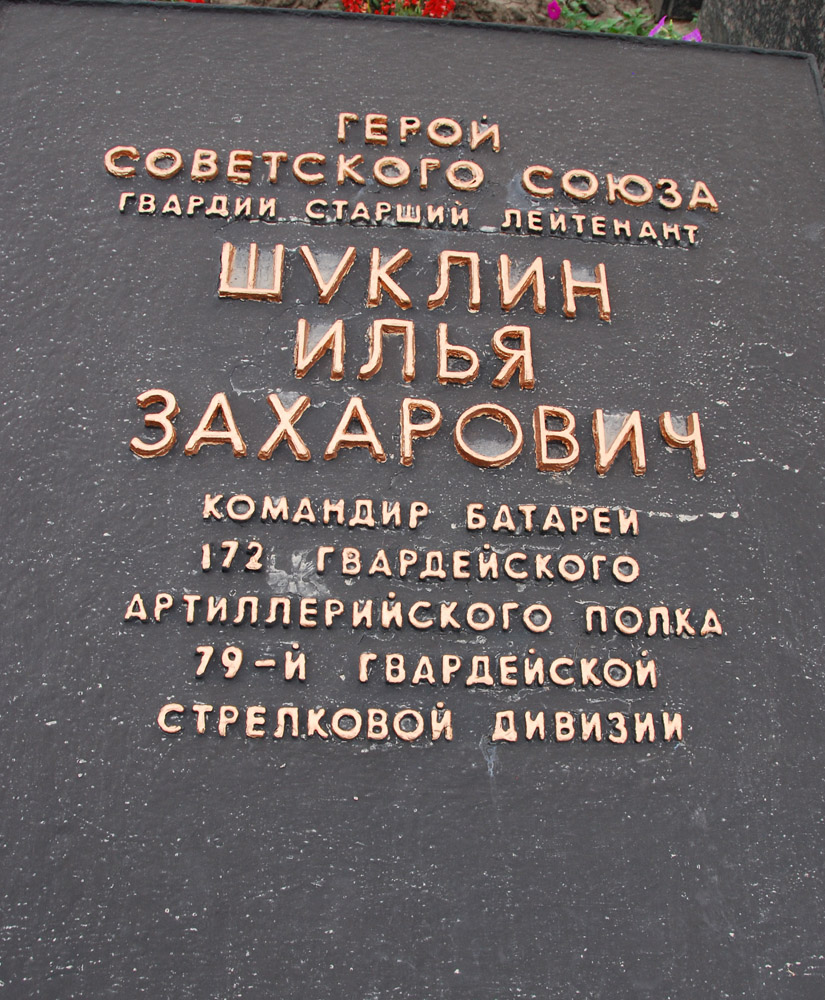 ГЕРОЙ
СОВЕТСКОГО СОЮЗА
ГВАРДИИ СТАРШИЙ ЛЕЙТЕНАНТ
ШУКЛИН
ИЛЬЯ
ЗАХАРОВИЧ
КОМАНДИР БАТАРЕИ
172 ГВАРДЕЙСКОГО
АРТИЛЛЕРИЙСКОГО ПОЛКА
79-Й ГВАРДЕЙСКОЙ
СТРЕЛКОВОЙ ДИВИЗИИ